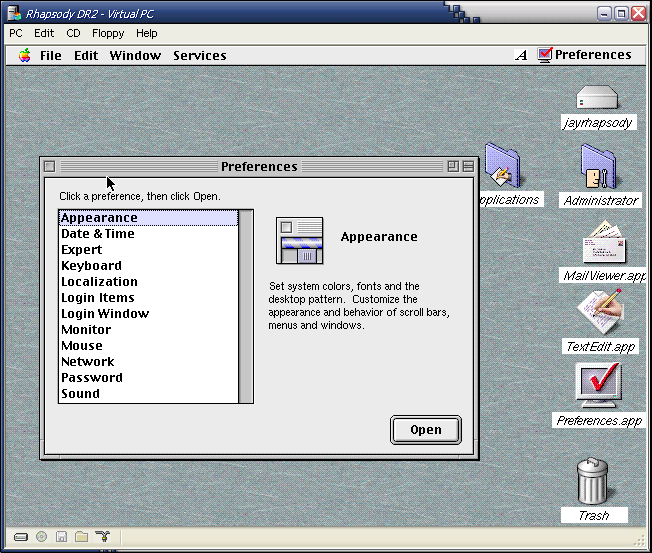 Rhapsody DR2 - Virtual PC
PC Edit CD Floppy Help
File Edit Window Services A Preferences
jayrhapsody
pplications
Administrator
MailViewer.app
TextEdit.app
Preferences.app
Trash
Preferences
Click a preference, then click Open.
Appearance
Date & Time
Expert
Keyboard
Localization
Login Items
Login Window
Monitor
Mouse
Network
Password
Sound
Appearance
Set system colors, fonts and the
desktop pattern. Customize the
appearance and behavior of scroll bars,
menus and windows.
Open